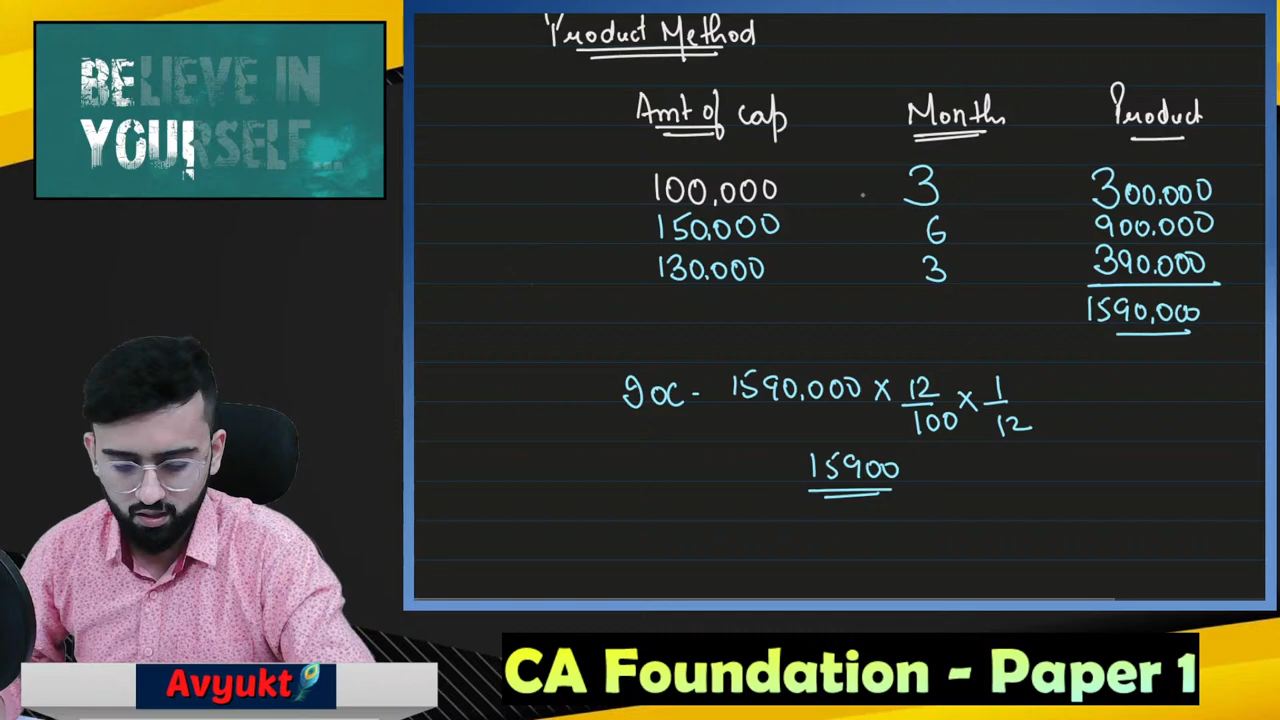 BELIEVE IN
YOURSELF...
Product Method
Amt of cap Months Product
100,000 3 300.000
150,000 6 900.000
130.000 3 390.000
1590,000
IOC - 1590,000 × 12/100 × 1/12
15900
Avyukt
CA Foundation - Paper 1